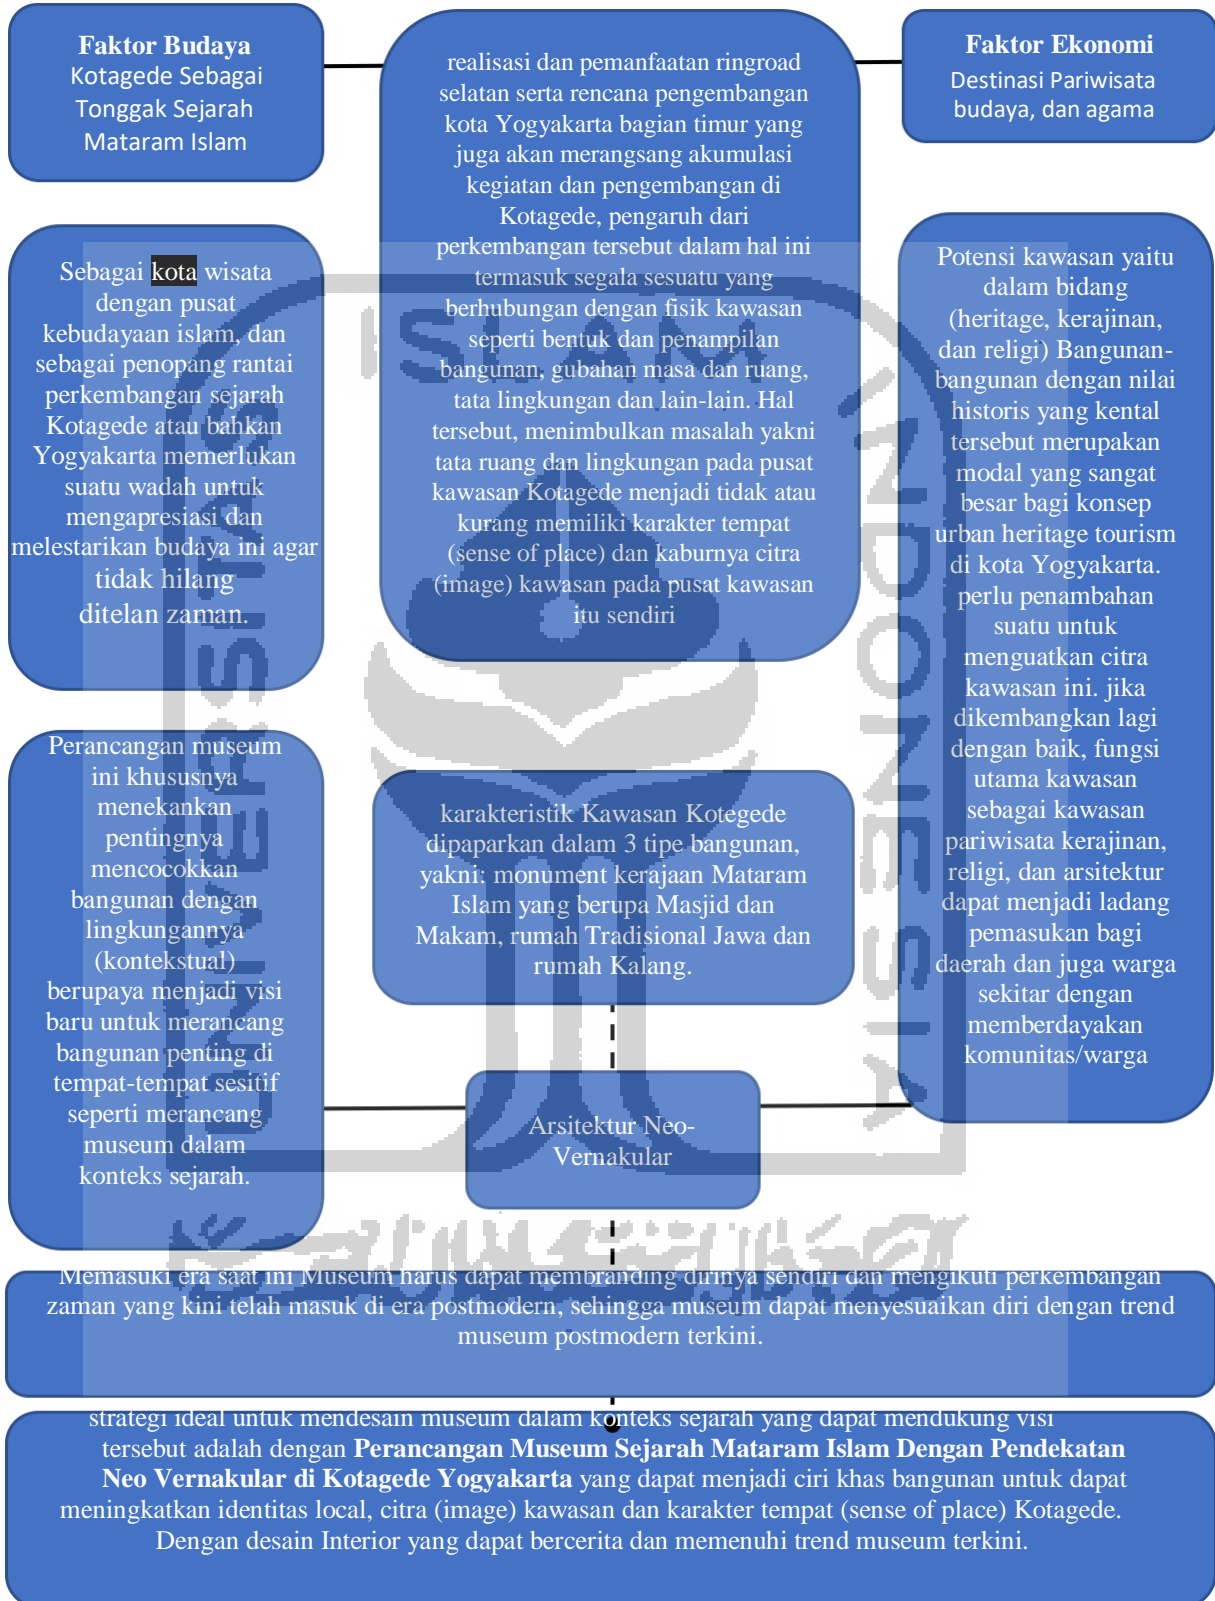 Faktor Budaya
Kotagede Sebagai
Tonggak Sejarah
Mataram Islam
realisasi dan pemanfaatan ringroad
selatan serta rencana pengembangan
kota Yogyakarta bagian timur yang
juga akan merangsang akumulasi
kegiatan dan pengembangan di
Kotagede, pengaruh dari
perkembangan tersebut dalam hal ini
termasuk segala sesuatu yang
berhubungan dengan fisik kawasan
seperti bentuk dan penampilan
bangunan, gubahan masa dan ruang,
tata lingkungan dan lain-lain. Hal
tersebut, menimbulkan masalah yakni
tata ruang dan lingkungan pada pusat
kawasan Kotagede menjadi tidak atau
kurang memiliki karakter tempat
(sense of place) dan kaburnya citra
(image) kawasan pada pusat kawasan
itu sendiri
Faktor Ekonomi
Destinasi Pariwisata
budaya, dan agama
Sebagai kota wisata
dengan pusat
kebudayaan islam, dan
sebagai penopang rantai
perkembangan sejarah
Kotagede atau bahkan
Yogyakarta memerlukan
suatu wadah untuk
mengapresiasi dan
melestarikan budaya ini agar
tidak hilang
ditelan zaman.
Potensi kawasan yaitu
dalam bidang
(heritage, kerajinan,
dan religi) Bangunan-
bangunan dengan nilai
historis yang kental
tersebut merupakan
modal yang sangat
besar bagi konsep
urban heritage tourism
di kota Yogyakarta.
perlu penambahan
suatu untuk
menguatkan citra
kawasan ini. jika
dikembangkan lagi
dengan baik, fungsi
utama kawasan
sebagai kawasan
pariwisata kerajinan,
religi, dan arsitektur
dapat menjadi ladang
pemasukan bagi
daerah dan juga warga
sekitar dengan
memberdayakan
komunitas/warga
Perancangan museum
ini khususnya
menekankan
pentingnya
mencocokkan
bangunan dengan
lingkungannya
(kontekstual)
berupaya menjadi visi
baru untuk merancang
bangunan penting di
tempat-tempat sesitif
seperti merancang
museum dalam
konteks sejarah.
karakteristik Kawasan Kotegede
dipaparkan dalam 3 tipe bangunan,
yakni: monument kerajaan Mataram
Islam yang berupa Masjid dan
Makam, rumah Tradisional Jawa dan
rumah Kalang.
Arsitektur Neo-
Vernakular
Memasuki era saat ini Museum harus dapat membranding dirinya sendiri dan mengikuti perkembangan
zaman yang kini telah masuk di era postmodern, sehingga museum dapat menyesuaikan diri dengan trend
museum postmodern terkini.
strategi ideal untuk mendesain museum dalam konteks sejarah yang dapat mendukung visi
tersebut adalah dengan Perancangan Museum Sejarah Mataram Islam Dengan Pendekatan
Neo Vernakular di Kotagede Yogyakarta yang dapat menjadi ciri khas bangunan untuk dapat
meningkatkan identitas local, citra (image) kawasan dan karakter tempat (sense of place) Kotagede.
Dengan desain Interior yang dapat bercerita dan memenuhi trend museum terkini.
UNIVERSITAS
ISLAM
INDONESIA